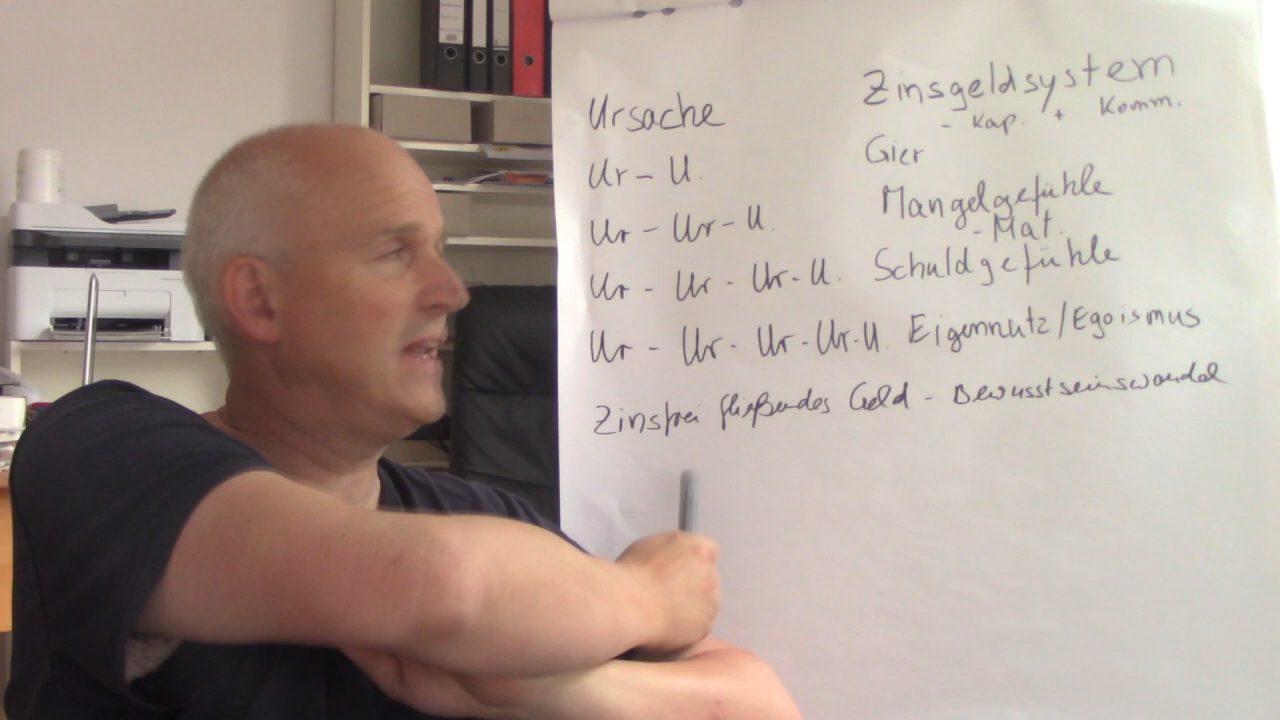 Ursache Zinsgeldsystem
- Kap. + Komm.
Ur - U. Gier
Ur - Ur - U. Mangelgefühle
- Mat.
Ur - Ur - Ur - U. Schuldgefühle
Ur - Ur - Ur - Ur - U. Eigennutz/Egoismus
Zinsfrei fließendes Geld - Bewusstseinswandel